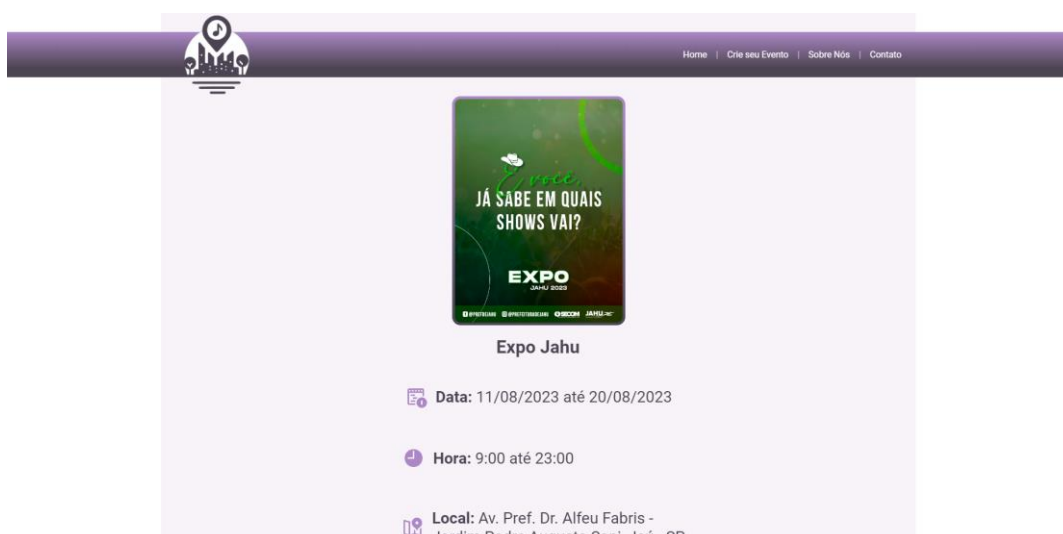 Home | Crie seu Evento | Sobre Nós | Contato
E você,
JÁ SABE EM QUAIS
SHOWS VAI?
EXPO
JAHU 2023
SECOM JAHU
Expo Jahu
Data: 11/08/2023 até 20/08/2023
Hora: 9:00 até 23:00
Local: Av. Pref. Dr. Alfeu Fabris -